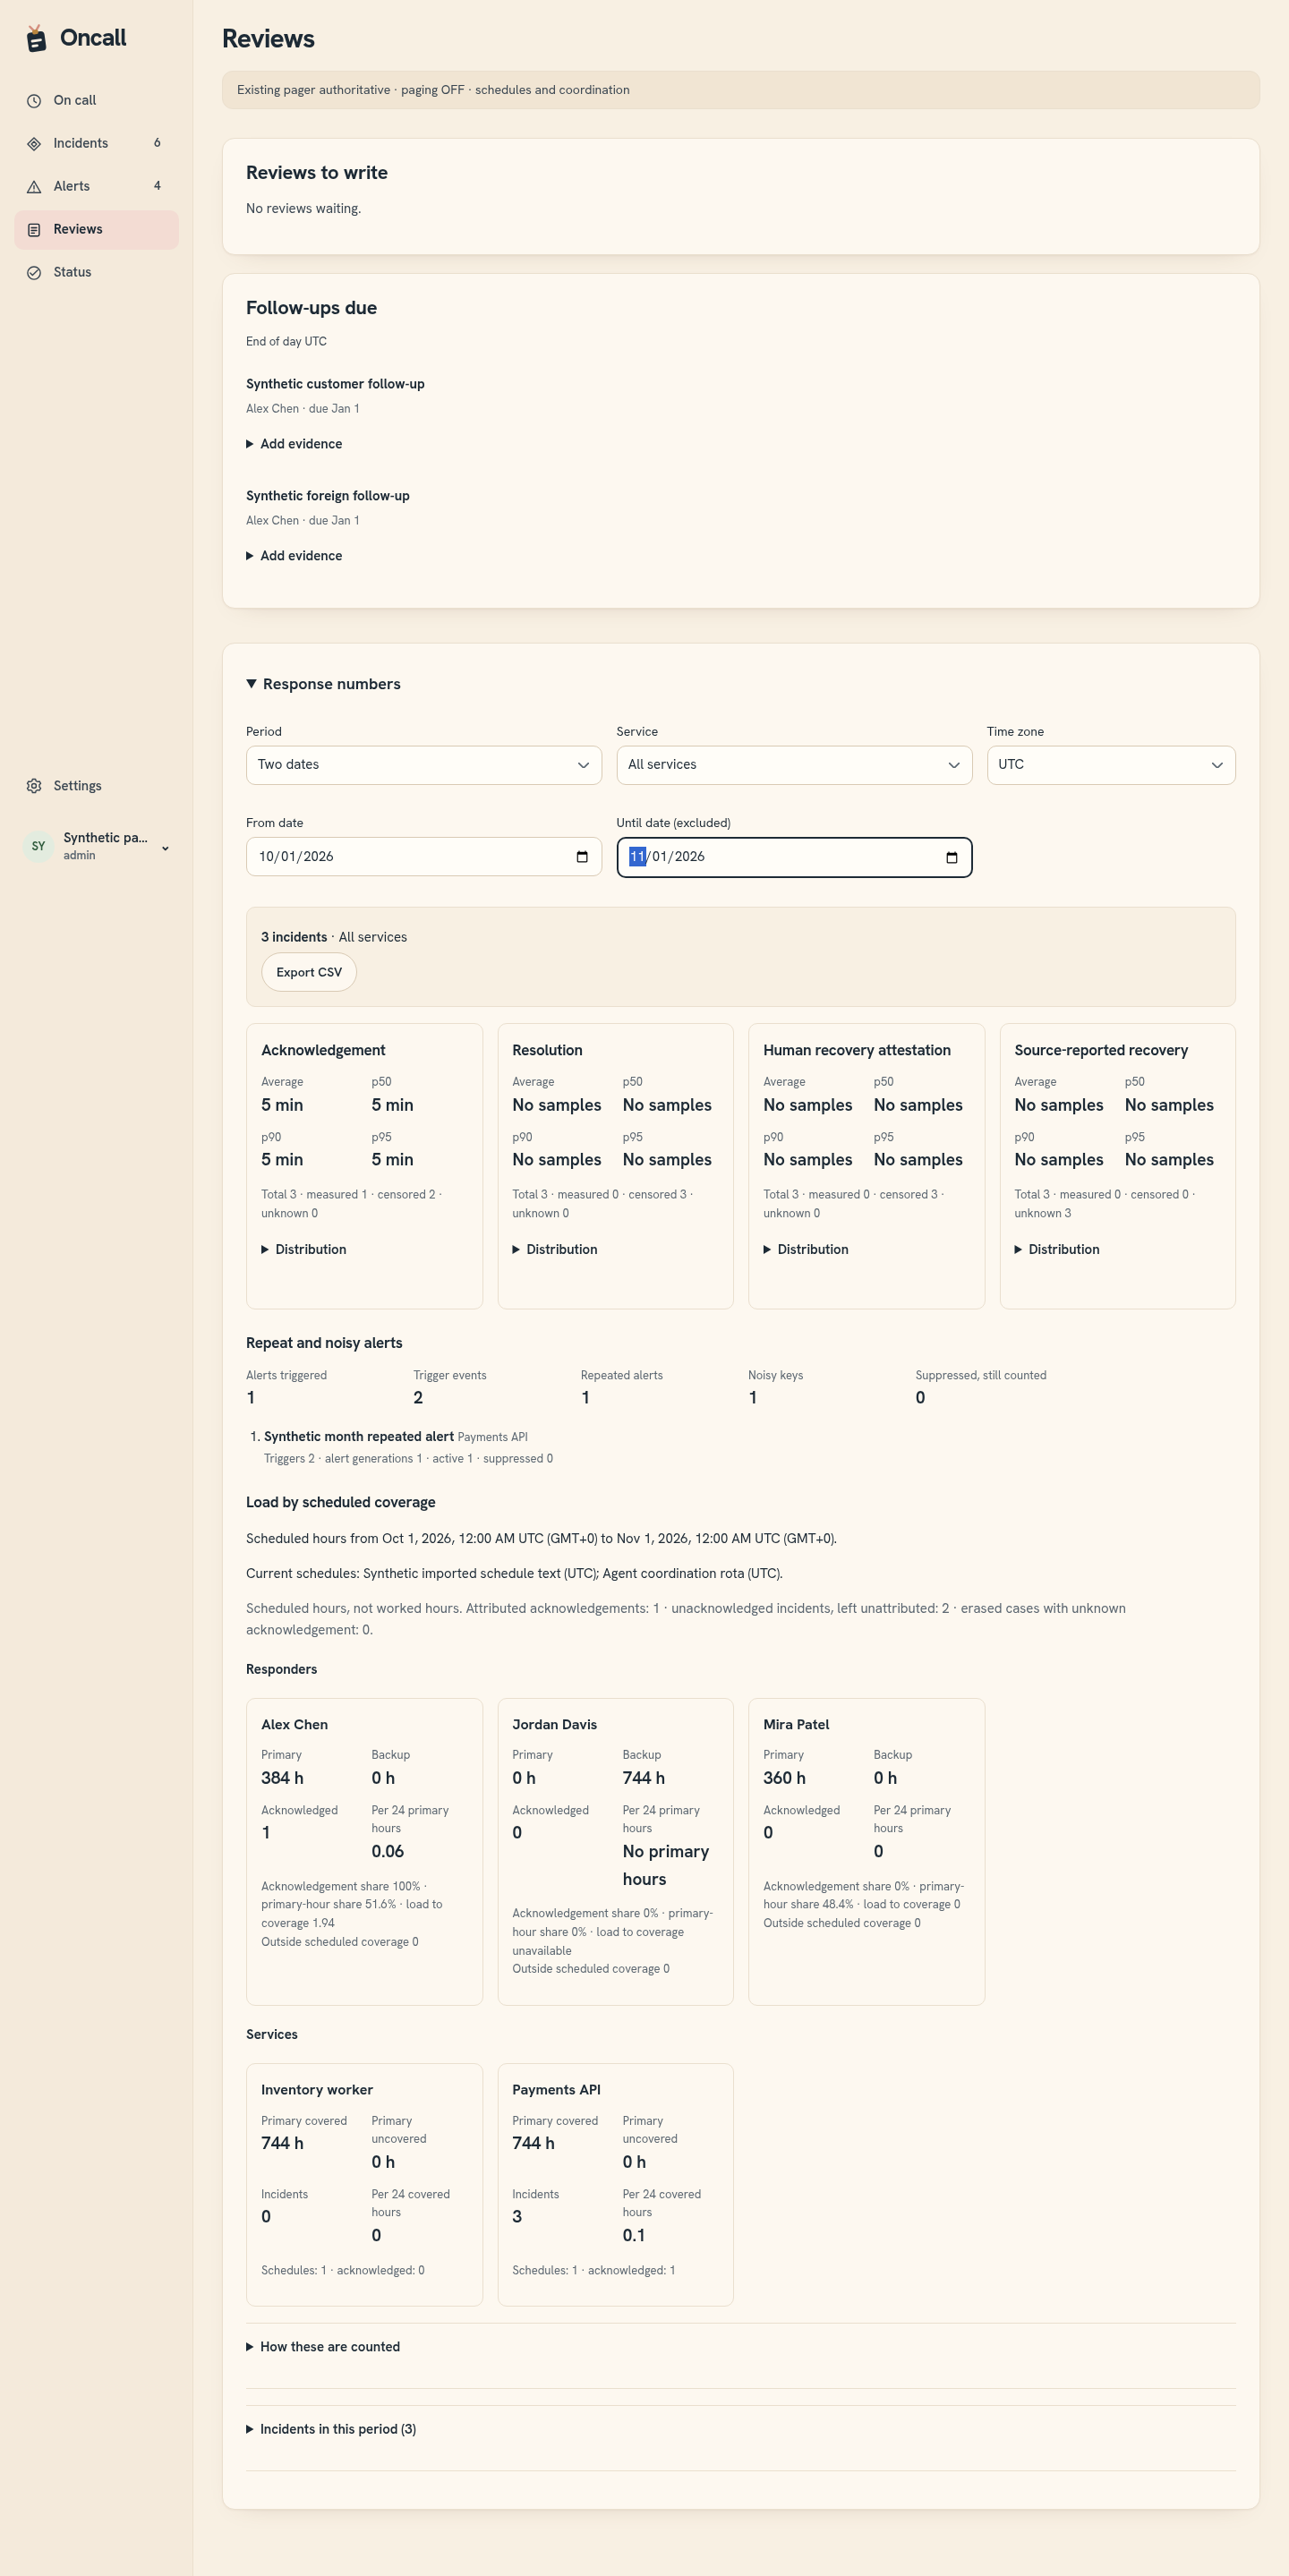 Oncall
On call
Incidents 6
Alerts 4
Reviews
Status
Settings
SY
Synthetic pa...
admin
Reviews
Existing pager authoritative · paging OFF · schedules and coordination
Reviews to write
No reviews waiting.
Follow-ups due
End of day UTC
Synthetic customer follow-up
Alex Chen · due Jan 1
Add evidence
Synthetic foreign follow-up
Alex Chen · due Jan 1
Add evidence
Response numbers
Period Service Time zone
Two dates All services UTC
From date Until date (excluded)
10/01/2026 11/01/2026
3 incidents · All services
Export CSV
Acknowledgement
Average p50
5 min 5 min
p90 p95
5 min 5 min
Total 3 · measured 1 · censored 2 ·
unknown 0
Distribution
Resolution
Average p50
No samples No samples
p90 p95
No samples No samples
Total 3 · measured 0 · censored 3 ·
unknown 0
Distribution
Human recovery attestation
Average p50
No samples No samples
p90 p95
No samples No samples
Total 3 · measured 0 · censored 3 ·
unknown 0
Distribution
Source-reported recovery
Average p50
No samples No samples
p90 p95
No samples No samples
Total 3 · measured 0 · censored 0 ·
unknown 3
Distribution
Repeat and noisy alerts
Alerts triggered Trigger events Repeated alerts Noisy keys Suppressed, still counted
1 2 1 1 0
1. Synthetic month repeated alert Payments API
Triggers 2 · alert generations 1 · active 1 · suppressed 0
Load by scheduled coverage
Scheduled hours from Oct 1, 2026, 12:00 AM UTC (GMT+0) to Nov 1, 2026, 12:00 AM UTC (GMT+0).
Current schedules: Synthetic imported schedule text (UTC); Agent coordination rota (UTC).
Scheduled hours, not worked hours. Attributed acknowledgements: 1 · unacknowledged incidents, left unattributed: 2 · erased cases with unknown
acknowledgement: 0.
Responders
Alex Chen
Primary Backup
384 h 0 h
Acknowledged Per 24 primary
hours
1 0.06
Acknowledgement share 100% ·
primary-hour share 51.6% · load to
coverage 1.94
Outside scheduled coverage 0
Jordan Davis
Primary Backup
0 h 744 h
Acknowledged Per 24 primary
hours
0 No primary
hours
Acknowledgement share 0% · primary-
hour share 0% · load to coverage
unavailable
Outside scheduled coverage 0
Mira Patel
Primary Backup
360 h 0 h
Acknowledged Per 24 primary
hours
0 0
Acknowledgement share 0% · primary-
hour share 48.4% · load to coverage 0
Outside scheduled coverage 0
Services
Inventory worker
Primary covered Primary
uncovered
744 h 0 h
Incidents Per 24 covered
hours
0 0
Schedules: 1 · acknowledged: 0
Payments API
Primary covered Primary
uncovered
744 h 0 h
Incidents Per 24 covered
hours
3 0.1
Schedules: 1 · acknowledged: 1
How these are counted
Incidents in this period (3)